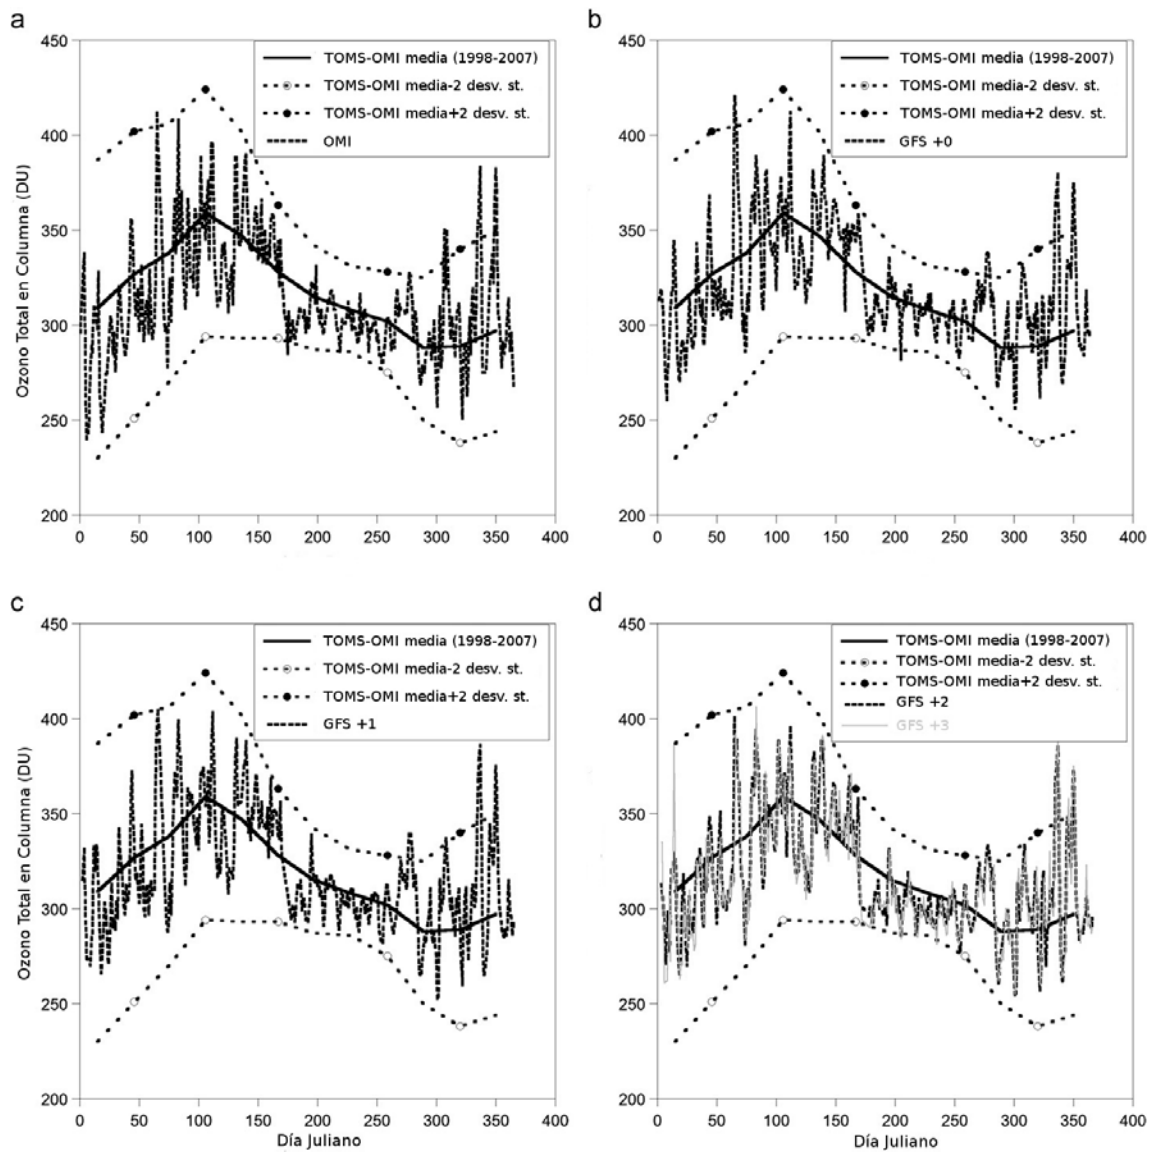 a
450
400
350
300
250
200
0 50 100 150 200 250 300 350 400
Ozono Total en Columna (DU)
TOMS-OMI media (1998-2007)
TOMS-OMI media-2 desv. st.
TOMS-OMI media+2 desv. st.
OMI
b
450
400
350
300
250
200
0 50 100 150 200 250 300 350 400
TOMS-OMI media (1998-2007)
TOMS-OMI media-2 desv. st.
TOMS-OMI media+2 desv. st.
GFS +0
c
450
400
350
300
250
200
0 50 100 150 200 250 300 350 400
Ozono Total en Columna (DU)
Día Juliano
TOMS-OMI media (1998-2007)
TOMS-OMI media-2 desv. st.
TOMS-OMI media+2 desv. st.
GFS +1
d
450
400
350
300
250
200
0 50 100 150 200 250 300 350 400
Día Juliano
TOMS-OMI media (1998-2007)
TOMS-OMI media-2 desv. st.
TOMS-OMI media+2 desv. st.
GFS +2
GFS +3